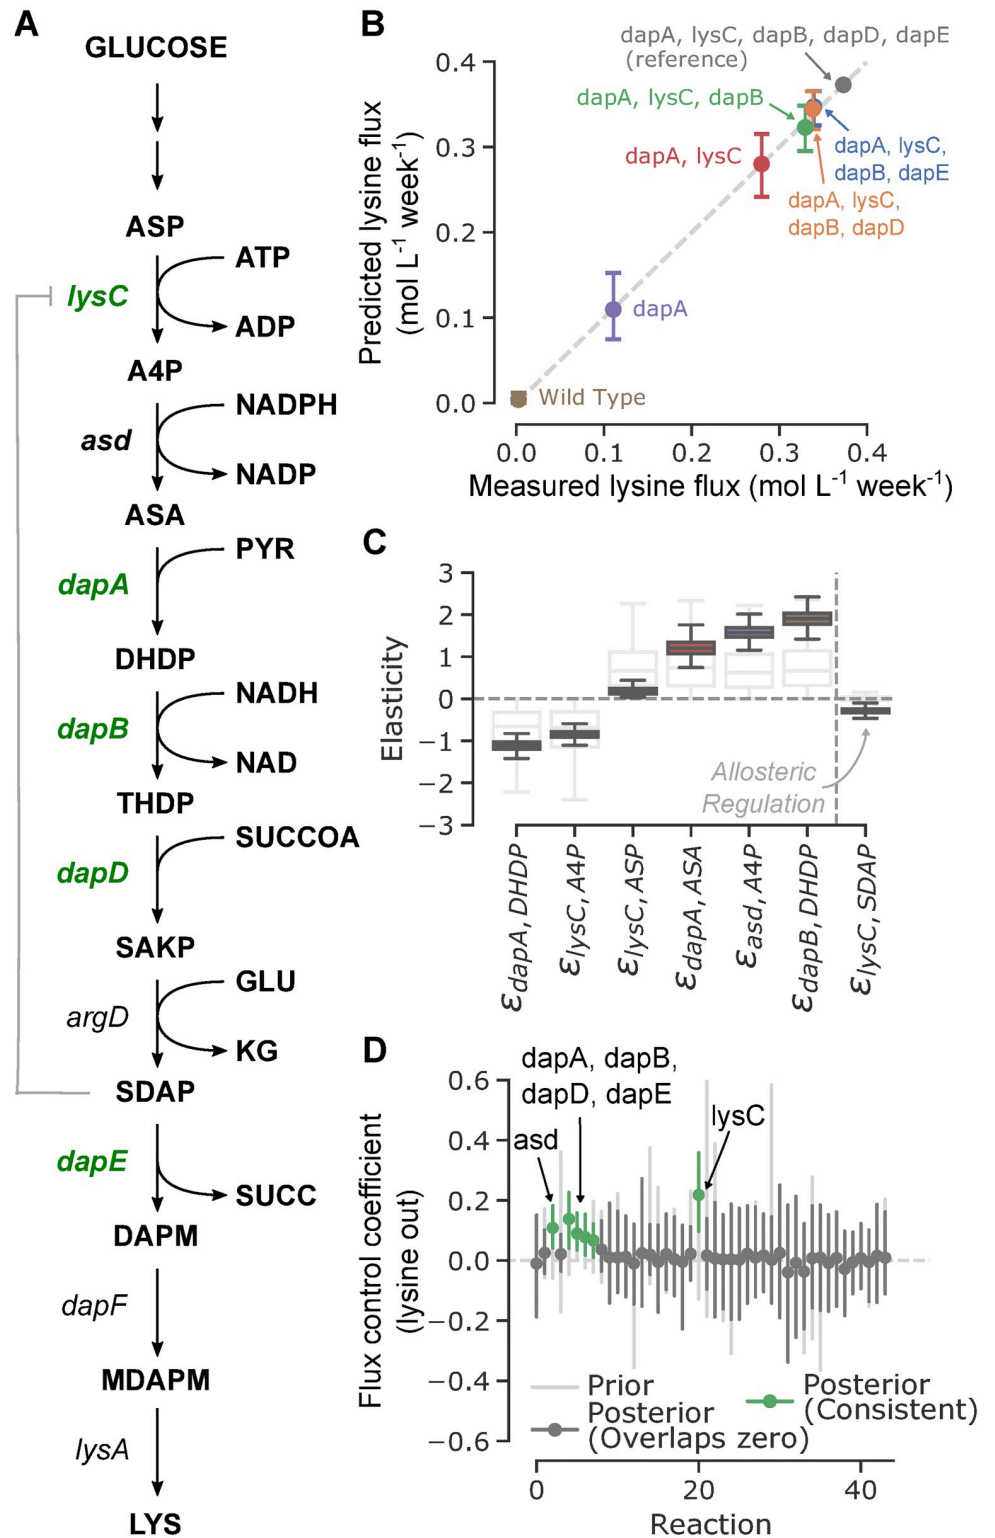 A
GLUCOSE
ASP
ATP
lysC
ADP
A4P
NADPH
asd
NADP
ASA
PYR
dapA
DHDP
NADH
dapB
NAD
THDP
SUCCOA
dapD
SAKP
GLU
argD
KG
SDAP
dapE
SUCC
DAPM
dapF
MDAPM
lysA
LYS
B
dapA, lysC, dapB, dapD, dapE
(reference)
dapA, lysC, dapB
dapA, lysC
dapA, lysC,
dapB, dapE
dapA, lysC,
dapB, dapD
dapA
Wild Type
0.4
0.3
0.2
0.1
0.0
Predicted lysine flux
(mol L-1 week-1)
0.0 0.1 0.2 0.3 0.4
Measured lysine flux (mol L-1 week-1)
C
3
2
1
0
−1
−2
−3
Elasticity
Allosteric
Regulation
εdapA, DHDP
εlysC, A4P
εlysC, ASP
εdapA, ASA
εasd, A4P
εdapB, DHDP
εlysC, SDAP
D
dapA, dapB,
dapD, dapE
asd
lysC
0.6
0.4
0.2
0.0
−0.2
−0.4
−0.6
Flux control coefficient
(lysine out)
Prior
Posterior
(Overlaps zero)
Posterior
(Consistent)
0 20 40
Reaction